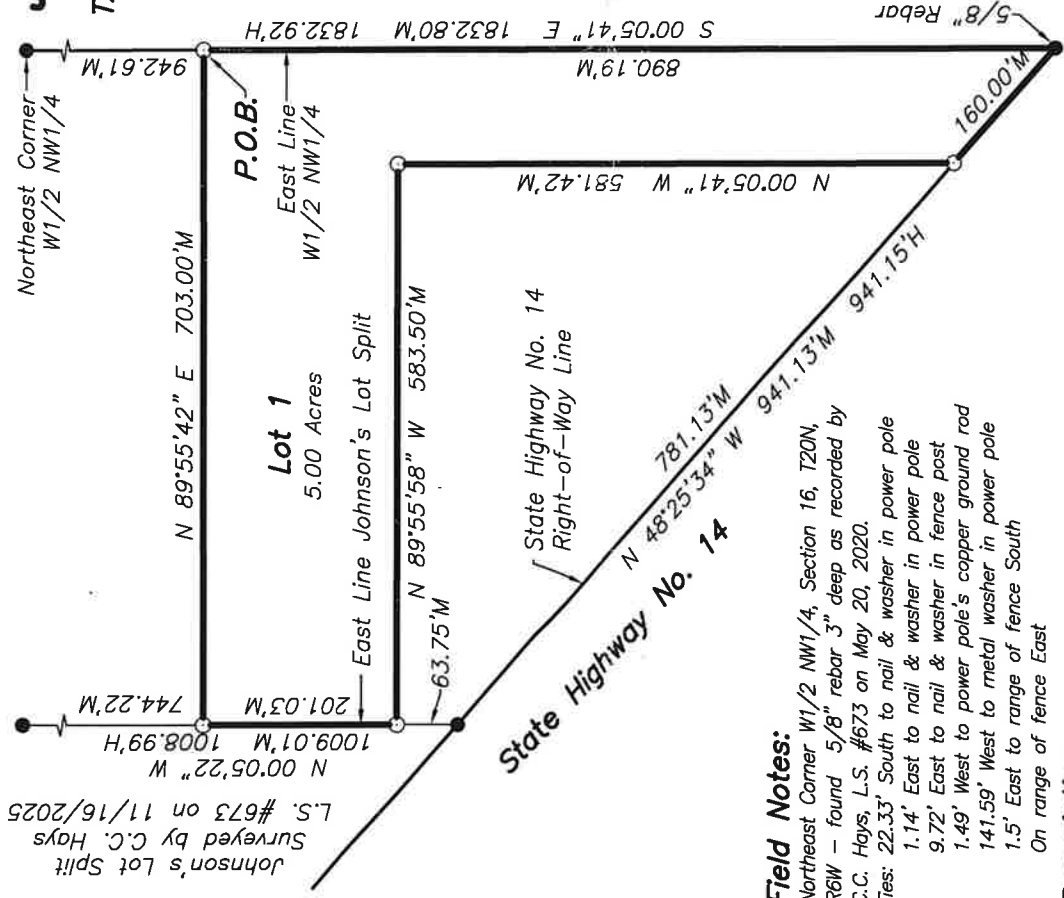 Northeast Corner
W1/2 NW1/4
942.61'M
N 89°55'42" E 703.00'M
P.O.B.
East Line
W1/2 NW1/4
S 00°05'41" E 1832.80'M 1832.92'H
890.19'M
5/8" Rebar
160.00'M
Lot 1
5.00 Acres
East Line Johnson's Lot Split
N 89°55'58" W 583.50'M
N 00°05'41" W 581.42'M
744.22'M
201.03'M
N 00°05'22" W 1009.01'M 1008.99'H
63.75'M
Johnson's Lot Split
Surveyed by C.C. Hays
L.S. #673 on 11/16/2025
State Highway No. 14
Right-of-Way Line
781.13'M
N 48°25'34" W 941.13'M 941.15'H
State Highway No. 14
Field Notes:
Northeast Corner W1/2 NW1/4, Section 16, T20N,
R6W - found 5/8" rebar 3" deep as recorded by
C.C. Hays, L.S. #673 on May 20, 2020.
Ties: 22.33' South to nail & washer in power pole
1.14' East to nail & washer in power pole
9.72' East to nail & washer in fence post
1.49' West to power pole's copper ground rod
141.59' West to metal washer in power pole
1.5' East to range of fence South
On range of fence East